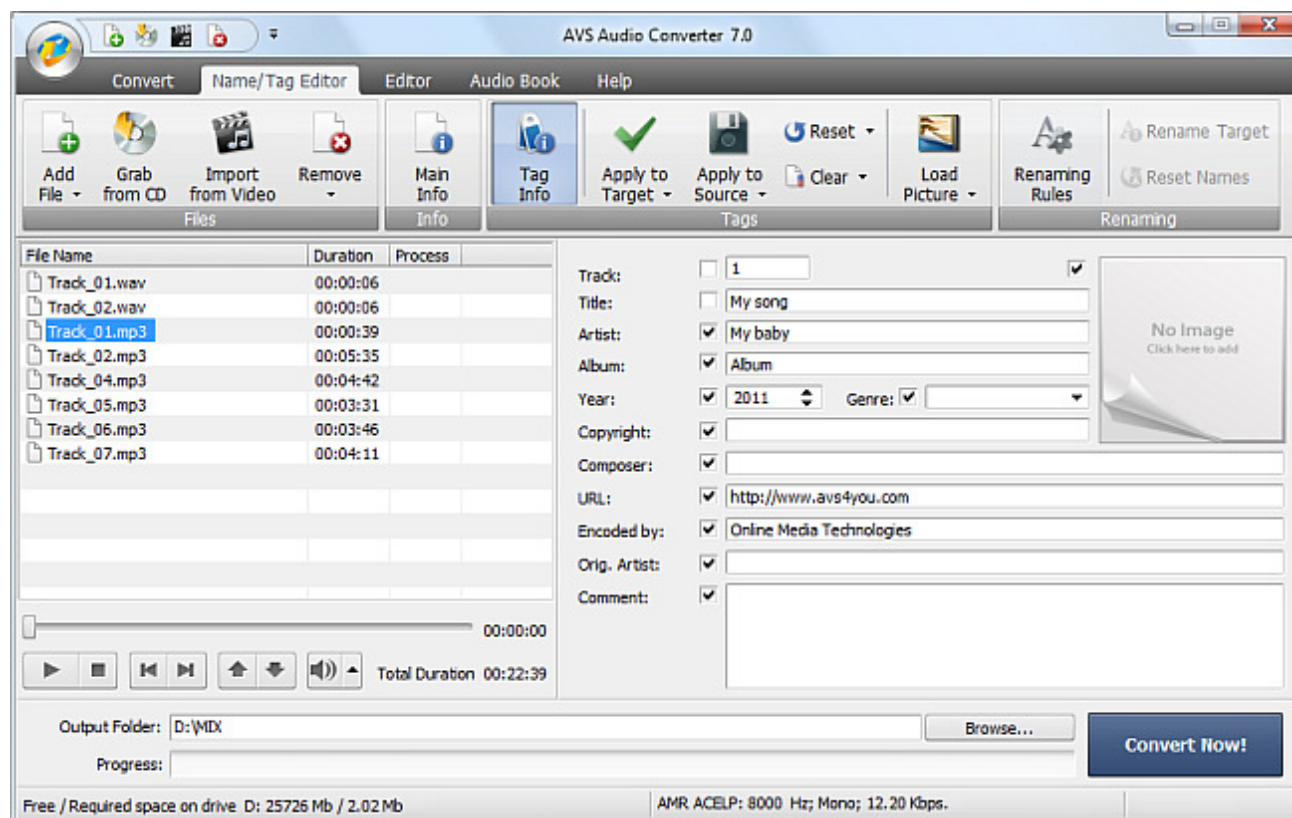 AVS Audio Converter 7.0
Convert Name/Tag Editor Editor Audio Book Help
Add File Grab from CD Import from Video Remove Main Info Tag Info Apply to Target Apply to Source Reset Clear Load Picture Renaming Rules Rename Target Reset Names
Files Info Tags Renaming
File Name Duration Process
Track_01.wav 00:00:06
Track_02.wav 00:00:06
Track_01.mp3 00:00:39
Track_02.mp3 00:05:35
Track_04.mp3 00:04:42
Track_05.mp3 00:03:31
Track_06.mp3 00:03:46
Track_07.mp3 00:04:11
00:00:00
Total Duration 00:22:39
Track: 1
Title: My song
Artist: My baby
Album: Album
Year: 2011 Genre:
Copyright:
Composer:
URL: http://www.avs4you.com
Encoded by: Online Media Technologies
Orig. Artist:
Comment:
No Image
Click here to add
Output Folder: D:\MIX Browse...
Progress:
Convert Now!
Free / Required space on drive D: 25726 Mb / 2.02 Mb AMR ACELP: 8000 Hz; Mono; 12.20 Kbps.